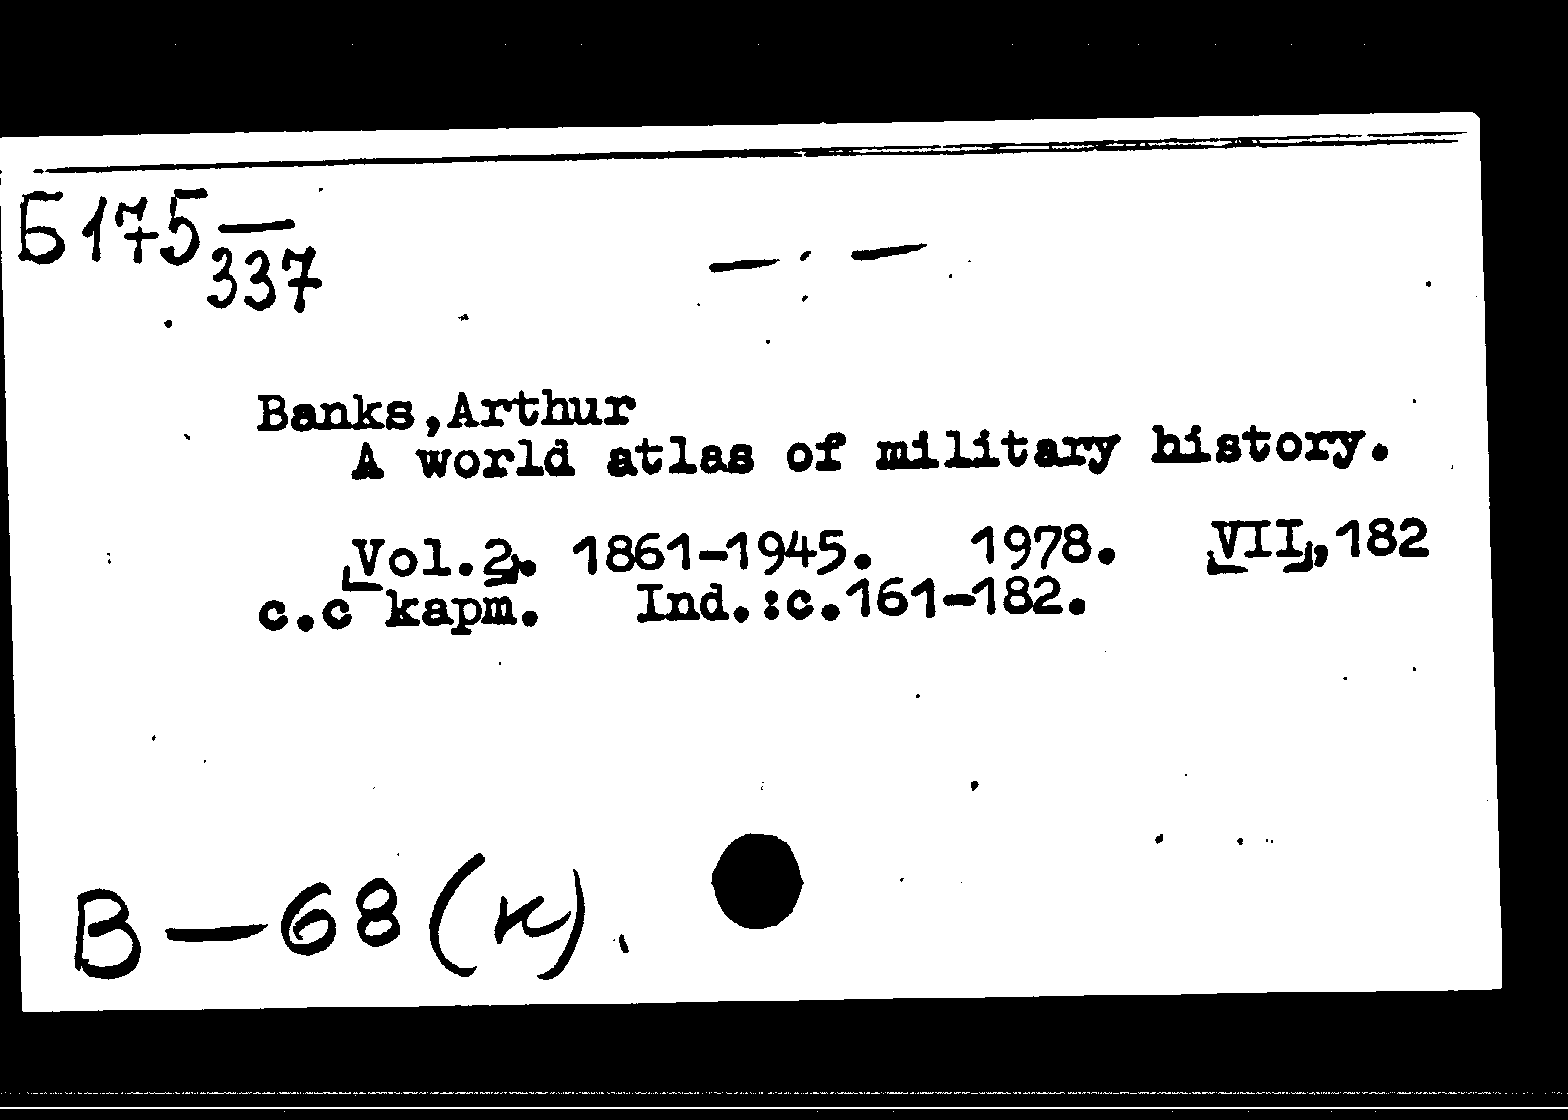 Б175—
337
Banks,Arthur
A world atlas of military history.
Vol.2. 1861-1945. 1978. VII,182
c.c карт. Ind.:c.161-182.
В—68(к)